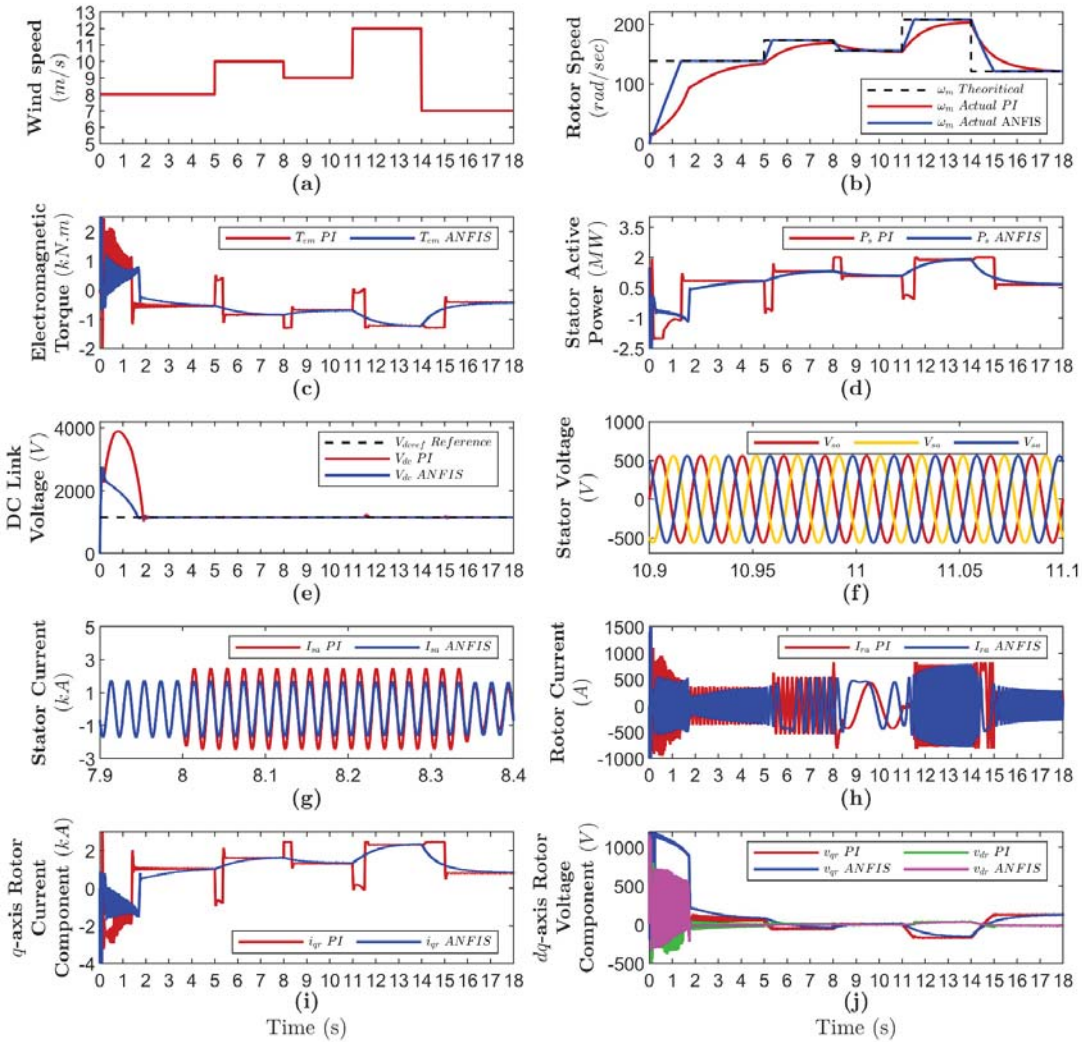 Wind speed
(m/s)
13
12
11
10
9
8
7
6
5
0 1 2 3 4 5 6 7 8 9 10 11 12 13 14 15 16 17 18
(a)
Rotor Speed
(rad/sec)
200
100
0
ωm Theoritical
ωm Actual PI
ωm Actual ANFIS
0 1 2 3 4 5 6 7 8 9 10 11 12 13 14 15 16 17 18
(b)
Electromagnetic
Torque (kN.m)
2
1
0
-1
-2
Tem PI Tem ANFIS
0 1 2 3 4 5 6 7 8 9 10 11 12 13 14 15 16 17 18
(c)
Stator Active
Power (MW)
3.5
2
0.5
-1
-2.5
Ps PI Ps ANFIS
0 1 2 3 4 5 6 7 8 9 10 11 12 13 14 15 16 17 18
(d)
DC Link
Voltage (V)
4000
2000
0
Vdcref Reference
Vdc PI
Vdc ANFIS
0 1 2 3 4 5 6 7 8 9 10 11 12 13 14 15 16 17 18
(e)
Stator Voltage
(V)
1000
500
0
-500
Vsa Vsa Vsa
10.9 10.95 11 11.05 11.1
(f)
Stator Current
(kA)
5
3
1
-1
-3
Isa PI Isa ANFIS
7.9 8 8.1 8.2 8.3 8.4
(g)
Rotor Current
(A)
1500
1000
500
0
-500
-1000
Ira PI Ira ANFIS
0 1 2 3 4 5 6 7 8 9 10 11 12 13 14 15 16 17 18
(h)
q-axis Rotor
Current
Component (kA)
2
0
-2
-4
iqr PI iqr ANFIS
0 1 2 3 4 5 6 7 8 9 10 11 12 13 14 15 16 17 18
(i)
Time (s)
dq-axis Rotor
Voltage
Component (V)
1000
500
0
-500
vqr PI vdr PI
vqr ANFIS vdr ANFIS
0 1 2 3 4 5 6 7 8 9 10 11 12 13 14 15 16 17 18
(j)
Time (s)